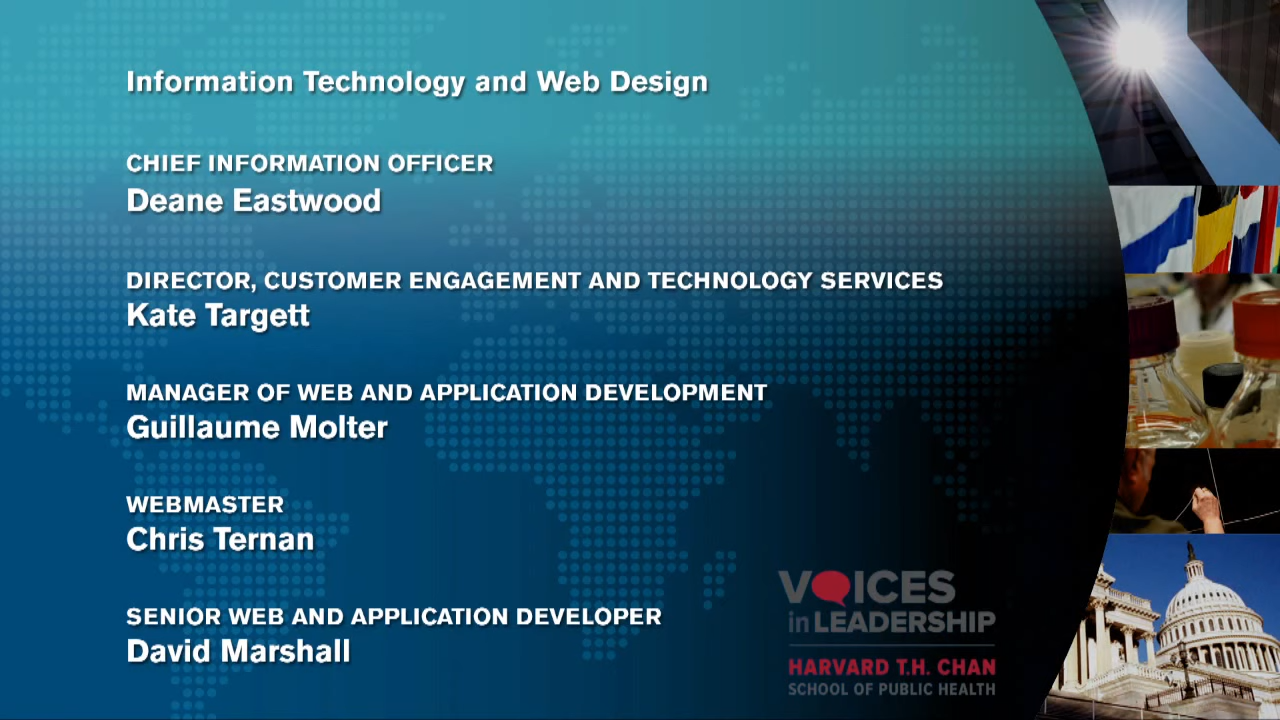 Information Technology and Web Design
CHIEF INFORMATION OFFICER
Deane Eastwood
DIRECTOR, CUSTOMER ENGAGEMENT AND TECHNOLOGY SERVICES
Kate Targett
MANAGER OF WEB AND APPLICATION DEVELOPMENT
Guillaume Molter
WEBMASTER
Chris Ternan
SENIOR WEB AND APPLICATION DEVELOPER
David Marshall
VOICES
in LEADERSHIP
HARVARD T.H. CHAN
SCHOOL OF PUBLIC HEALTH